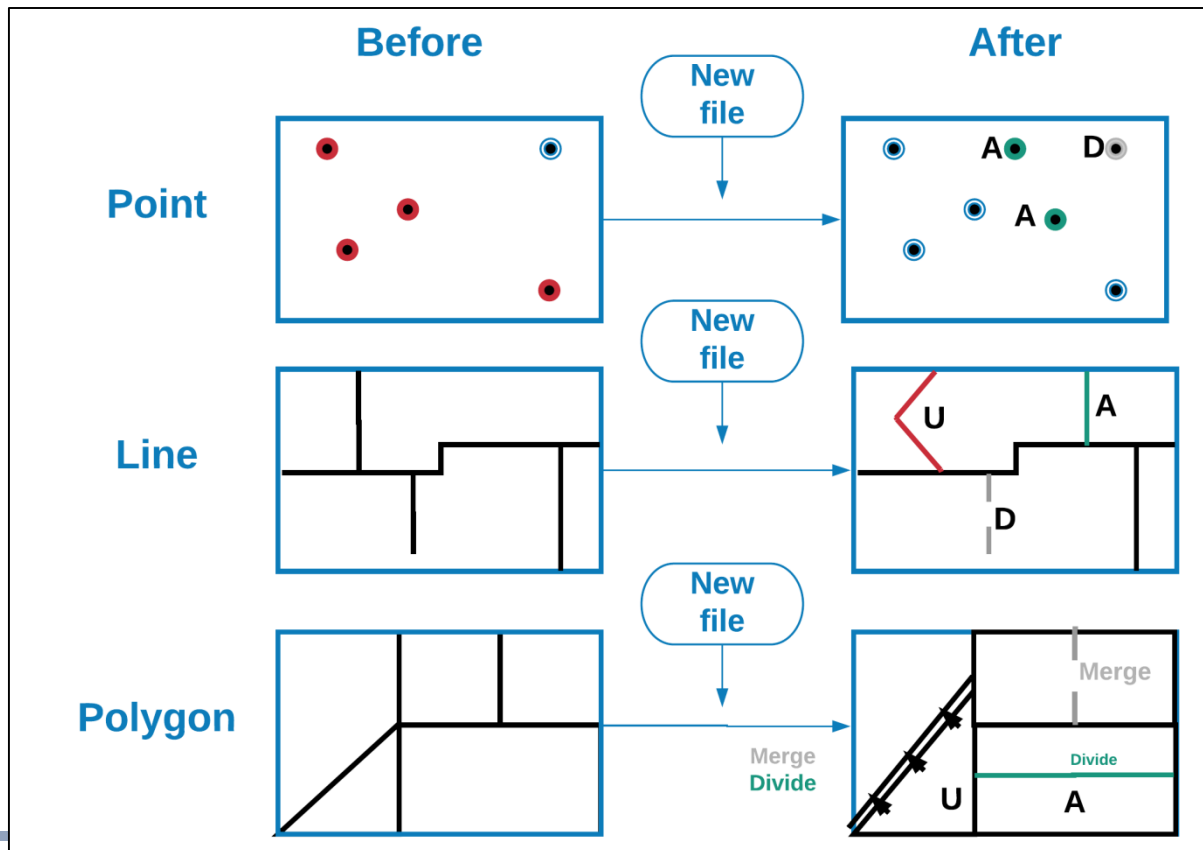 Before
After
New
file
Point
A
D
A
New
file
Line
U
A
D
New
file
Polygon
Merge
Divide
Merge
Divide
U
A